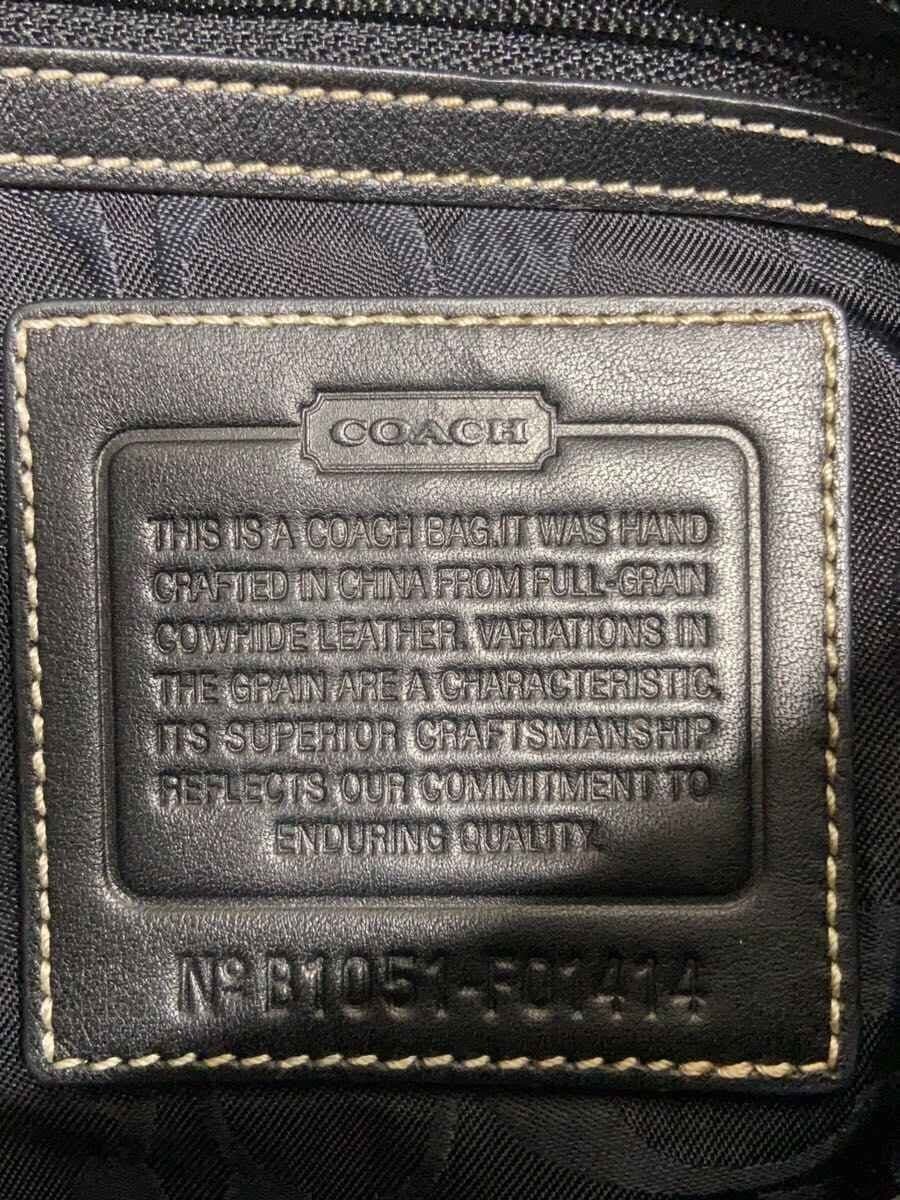 COACH
THIS IS A COACH BAG.IT WAS HAND
CRAFTED IN CHINA FROM FULL-GRAIN
COWHIDE LEATHER. VARIATIONS IN
THE GRAIN ARE A CHARACTERISTIC.
ITS SUPERIOR CRAFTSMANSHIP
REFLECTS OUR COMMITMENT TO
ENDURING QUALITY.
Nº B1051-F01414